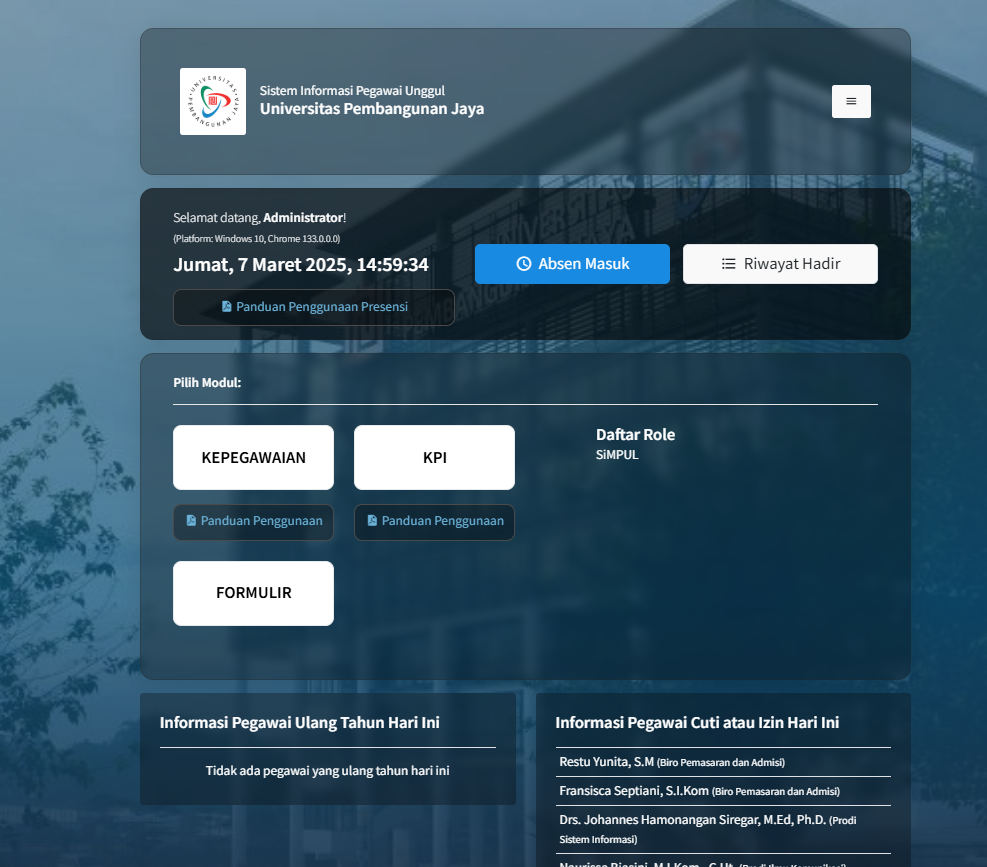 UNIVERSITAS PEMBANGUNAN JAYA
Sistem Informasi Pegawai Unggul
Universitas Pembangunan Jaya
Selamat datang, Administrator!
(Platform: Windows 10, Chrome 133.0.0.0)
Jumat, 7 Maret 2025, 14:59:34
Absen Masuk
Riwayat Hadir
Panduan Penggunaan Presensi
Pilih Modul:
KEPEGAWAIAN
KPI
Daftar Role
SiMPUL
Panduan Penggunaan
Panduan Penggunaan
FORMULIR
Informasi Pegawai Ulang Tahun Hari Ini
Tidak ada pegawai yang ulang tahun hari ini
Informasi Pegawai Cuti atau Izin Hari Ini
Restu Yunita, S.M (Biro Pemasaran dan Admisi)
Fransisca Septiani, S.I.Kom (Biro Pemasaran dan Admisi)
Drs. Johannes Hamonangan Siregar, M.Ed, Ph.D. (Prodi
Sistem Informasi)